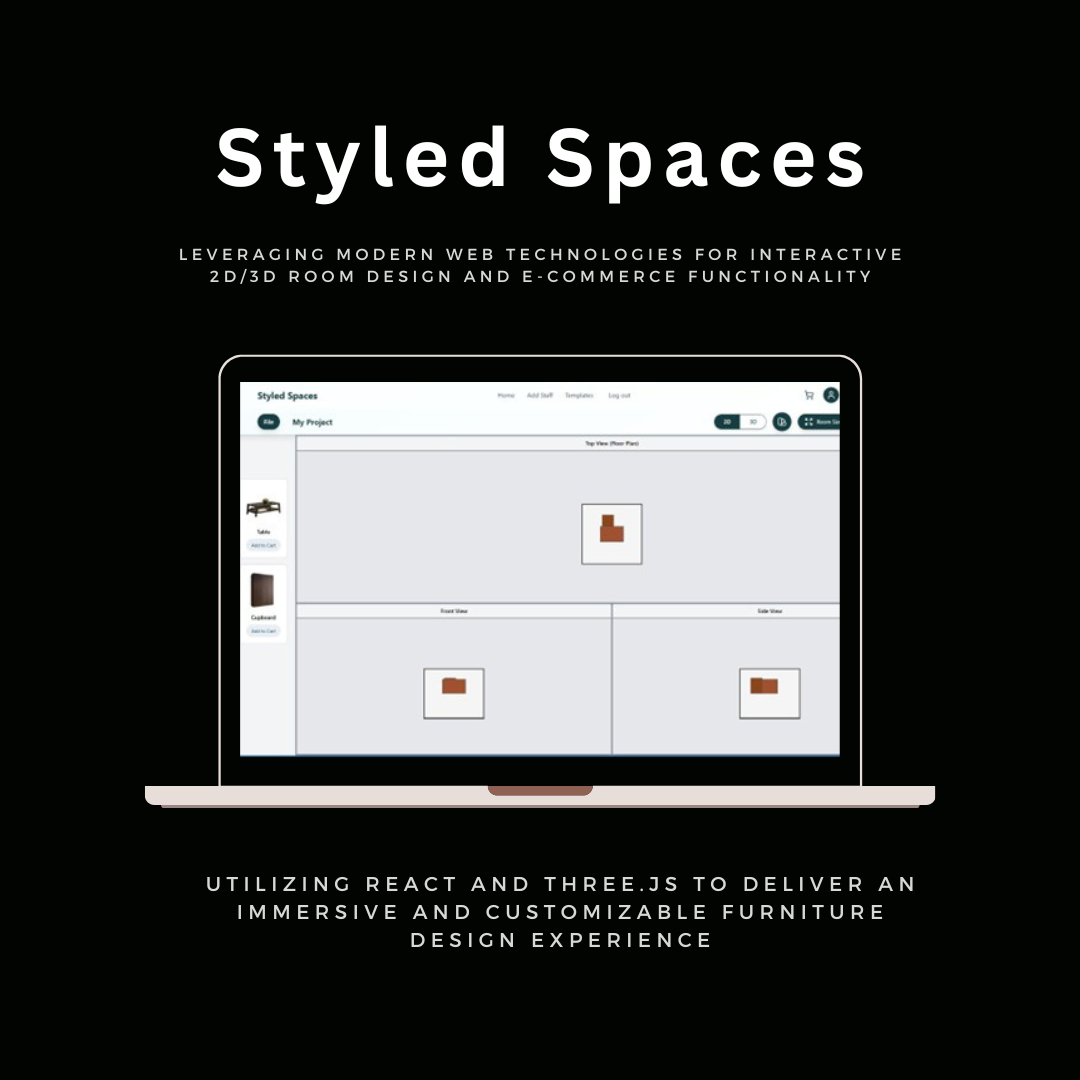 Styled Spaces
LEVERAGING MODERN WEB TECHNOLOGIES FOR INTERACTIVE
2D/3D ROOM DESIGN AND E-COMMERCE FUNCTIONALITY
Styled Spaces
Home Add Staff Templates Log out
File My Project 2D 3D Room Siz
Top View (Floor Plan)
Table
Add to Cart
Cupboard
Add to Cart
Front View Side View
UTILIZING REACT AND THREE.JS TO DELIVER AN
IMMERSIVE AND CUSTOMIZABLE FURNITURE
DESIGN EXPERIENCE